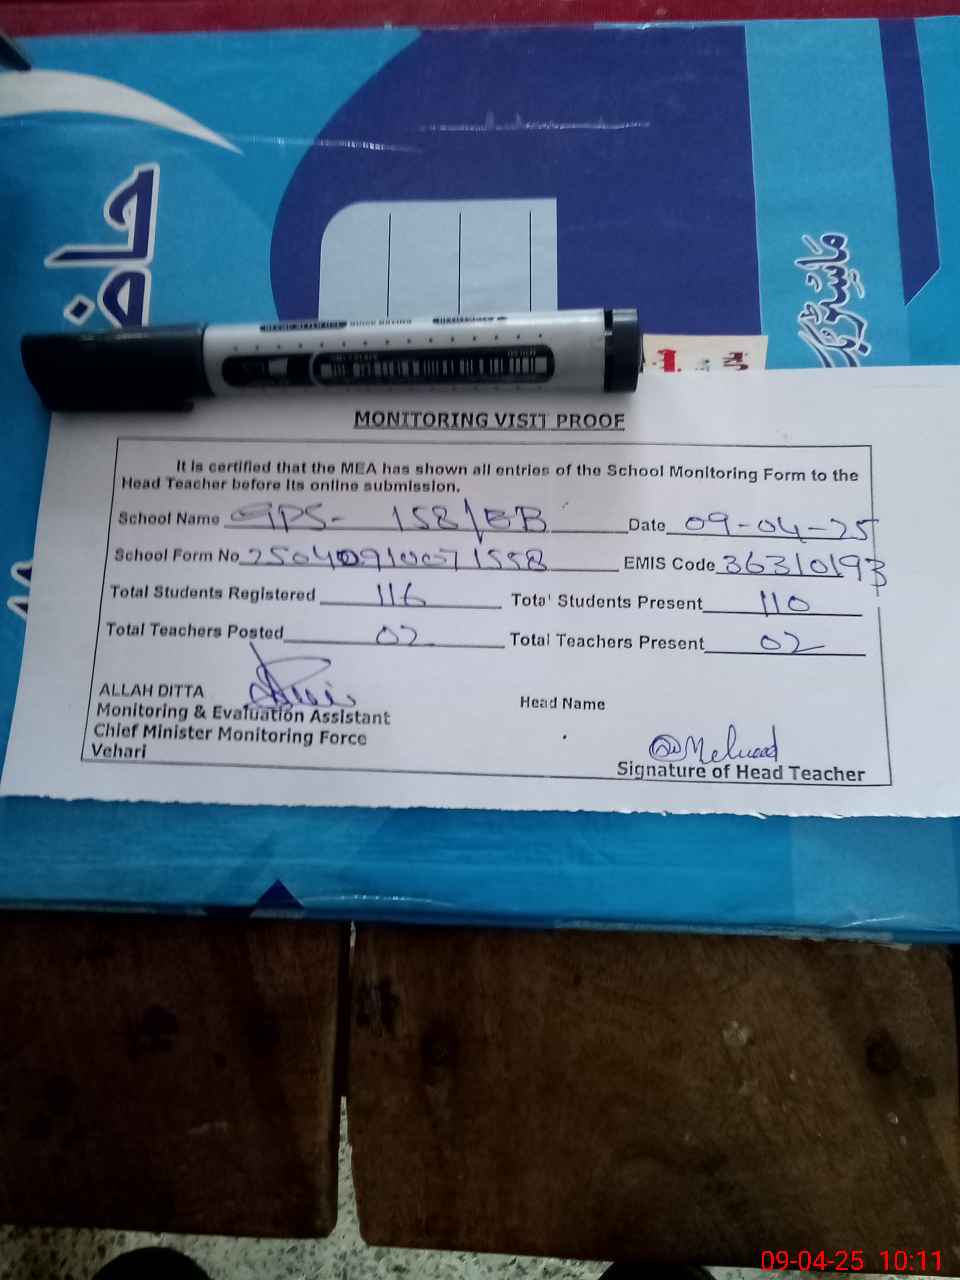 حاضر
MONITORING VISIT PROOF
It is certified that the MEA has shown all entries of the School Monitoring Form to the
Head Teacher before its online submission.
School Name GPS- 158/EB Date 09-04-25
School Form No 25040910071558 EMIS Code 36310193
Total Students Registered 116 Total Students Present 110
Total Teachers Posted 02 Total Teachers Present 02
ALLAH DITTA
Monitoring & Evaluation Assistant Head Name
Chief Minister Monitoring Force
Vehari
Signature of Head Teacher
09-04-25 10:11